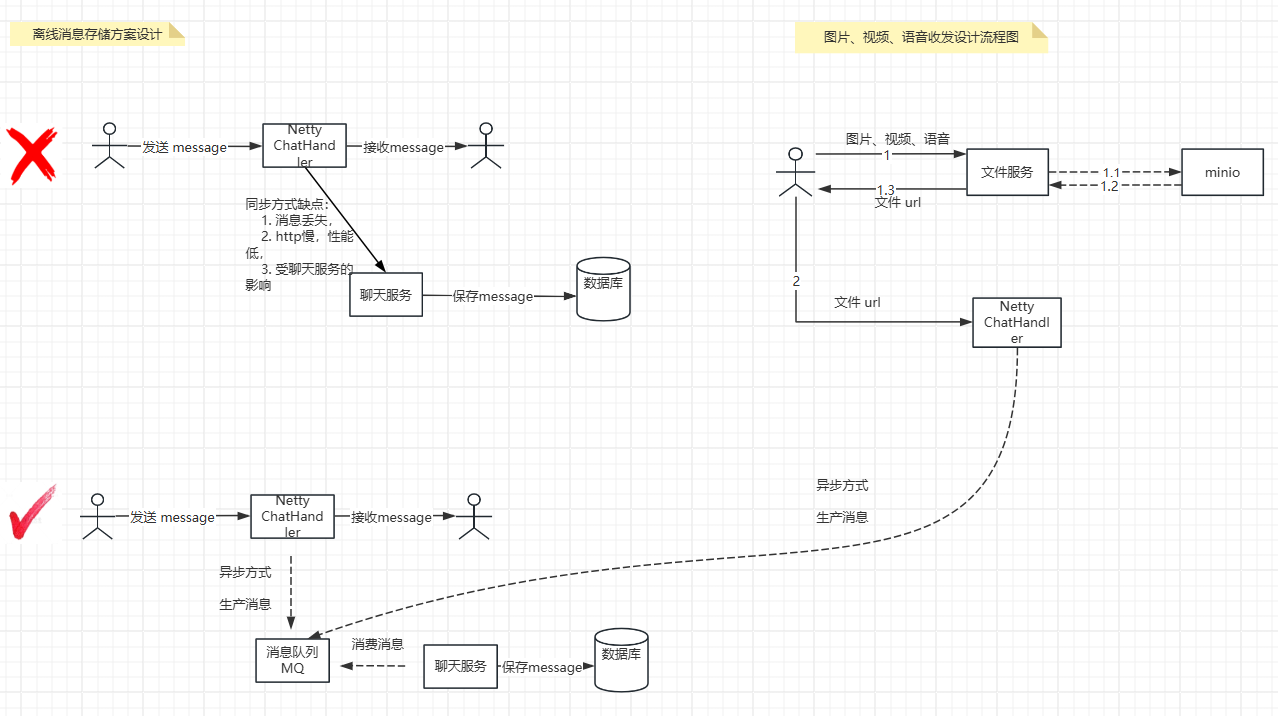 离线消息存储方案设计
发送 message
Netty
ChatHand
ler
接收message
同步方式缺点：
1. 消息丢失，
2. http慢，性能
低，
3. 受聊天服务的
影响
聊天服务
保存message
数据库
发送 message
Netty
ChatHand
ler
接收message
异步方式
生产消息
消息队列
MQ
消费消息
聊天服务
保存message
数据库
图片、视频、语音收发设计流程图
图片、视频、语音
1
文件服务
1.1
1.2
minio
1.3
文件 url
2
文件 url
Netty
ChatHandl
er
异步方式
生产消息